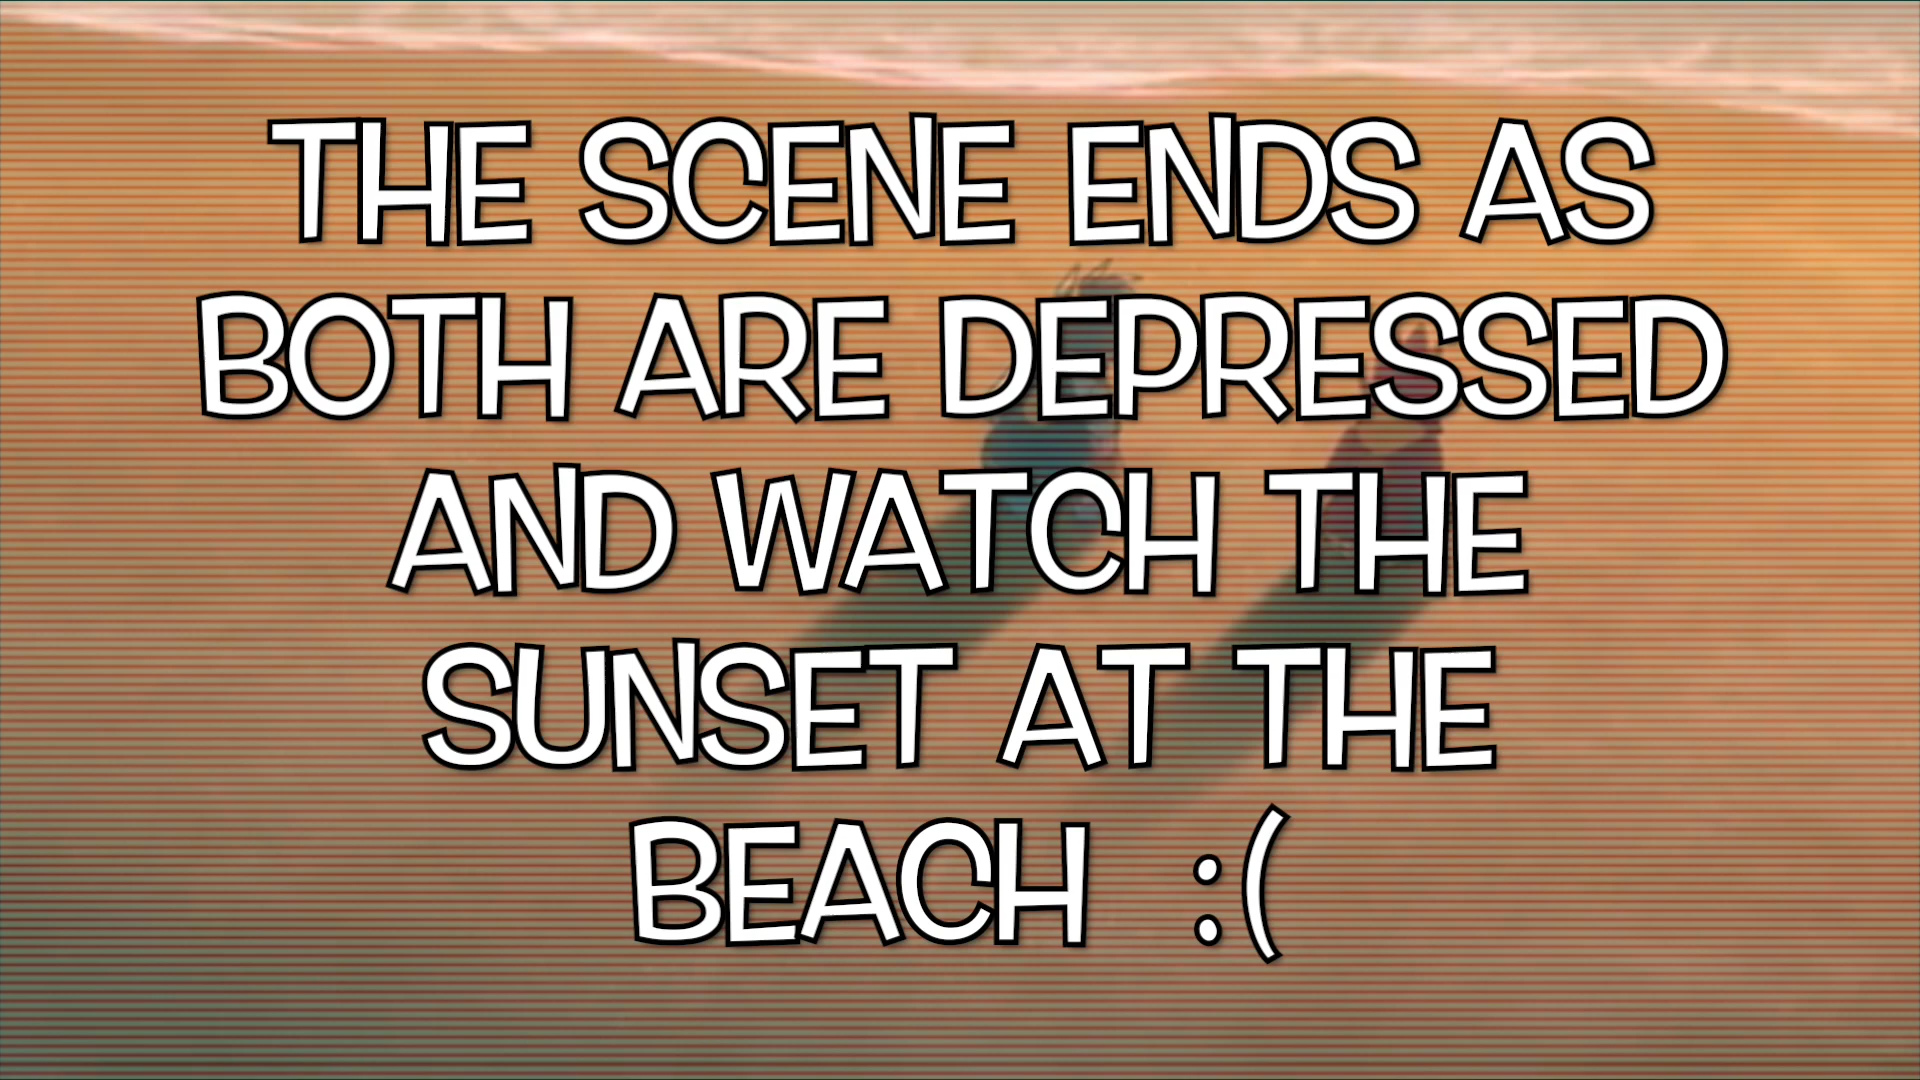 THE SCENE ENDS AS
BOTH ARE DEPRESSED
AND WATCH THE
SUNSET AT THE
BEACH :(